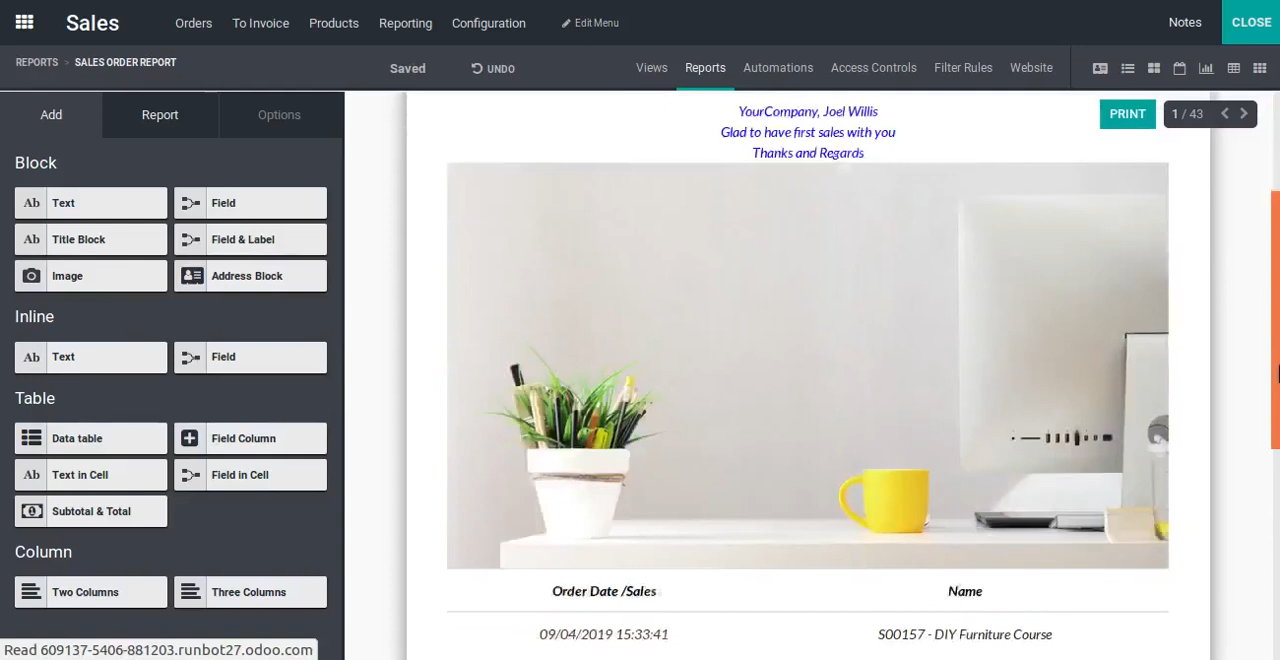 Sales Orders To Invoice Products Reporting Configuration Edit Menu Notes CLOSE
REPORTS > SALES ORDER REPORT Saved UNDO Views Reports Automations Access Controls Filter Rules Website
Add Report Options
YourCompany, Joel Willis
Glad to have first sales with you
Thanks and Regards
PRINT 1 / 43
Block
Ab Text Field
Ab Title Block Field & Label
Image Address Block
Inline
Ab Text Field
Table
Data table Field Column
Ab Text in Cell Field in Cell
Subtotal & Total
Column
Two Columns Three Columns
Order Date /Sales Name
09/04/2019 15:33:41 S00157 - DIY Furniture Course
Read 609137-5406-881203.runbot27.odoo.com